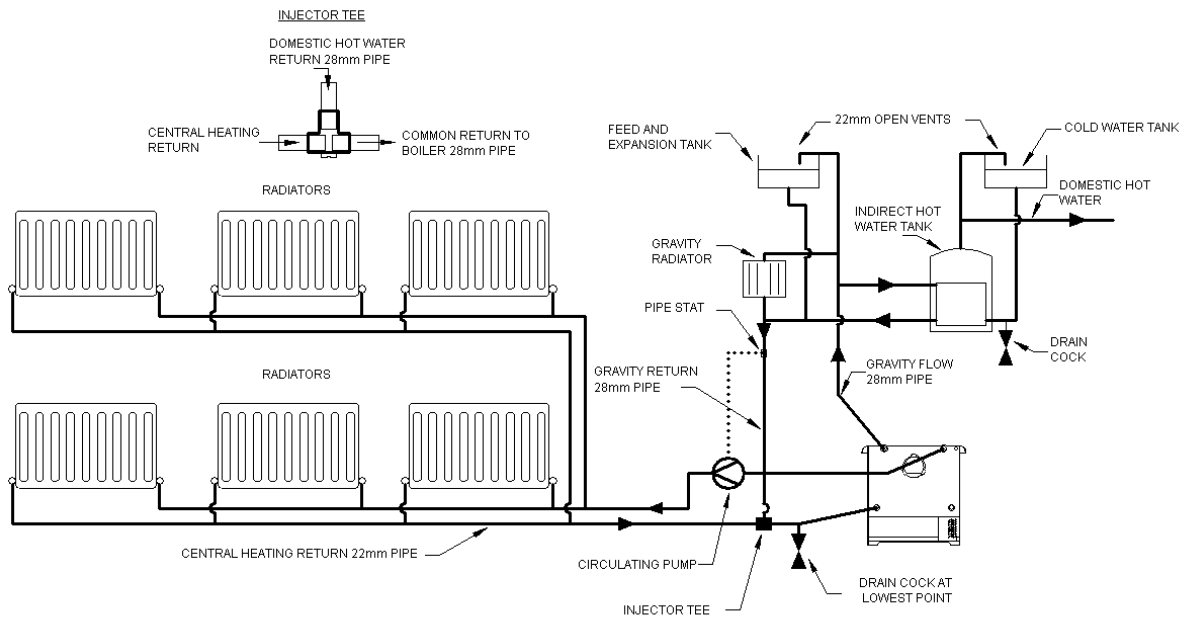 INJECTOR TEE
DOMESTIC HOT WATER
RETURN 28mm PIPE
CENTRAL HEATING
RETURN
COMMON RETURN TO
BOILER 28mm PIPE
FEED AND
EXPANSION TANK
22mm OPEN VENTS
COLD WATER TANK
RADIATORS
DOMESTIC HOT
WATER
INDIRECT HOT
WATER TANK
GRAVITY
RADIATOR
PIPE STAT
DRAIN
COCK
RADIATORS
GRAVITY RETURN
28mm PIPE
GRAVITY FLOW
28mm PIPE
CENTRAL HEATING RETURN 22mm PIPE
CIRCULATING PUMP
DRAIN COCK AT
LOWEST POINT
INJECTOR TEE